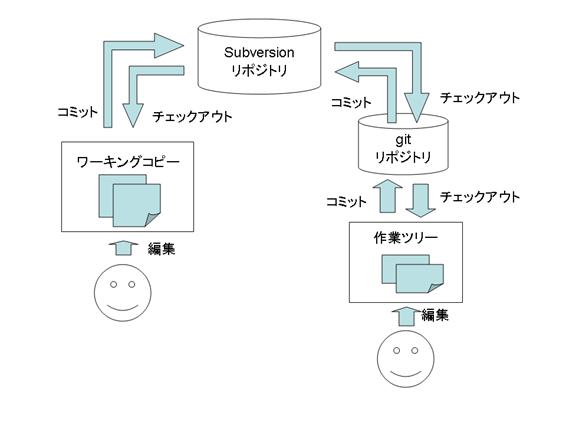 Subversion
リポジトリ
コミット
チェックアウト
コミット
チェックアウト
git
リポジトリ
ワーキングコピー
コミット
チェックアウト
作業ツリー
編集
編集